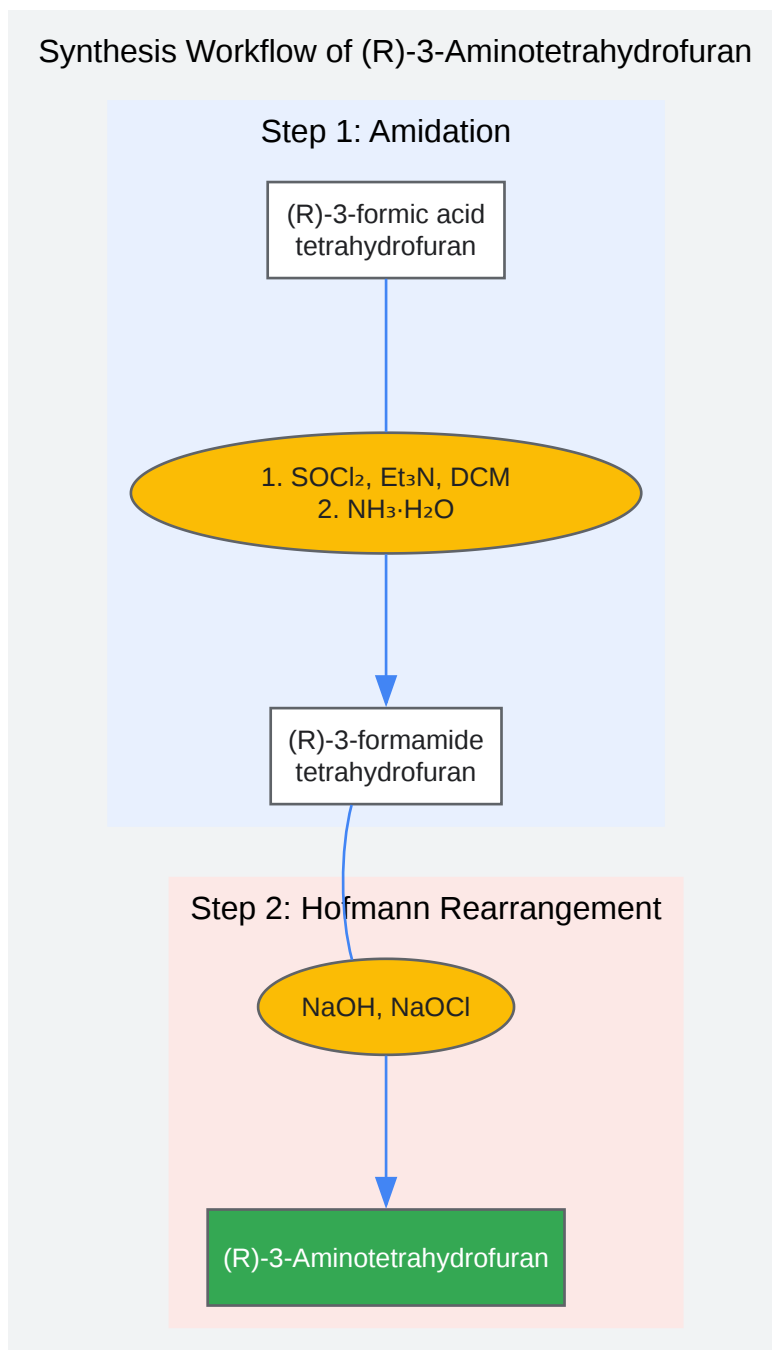 Synthesis Workflow of (R)-3-Aminotetrahydrofuran
Step 1: Amidation
(R)-3-formic acid
tetrahydrofuran
1. SOCl₂, Et₃N, DCM
2. NH₃·H₂O
(R)-3-formamide
tetrahydrofuran
Step 2: Hofmann Rearrangement
NaOH, NaOCl
(R)-3-Aminotetrahydrofuran